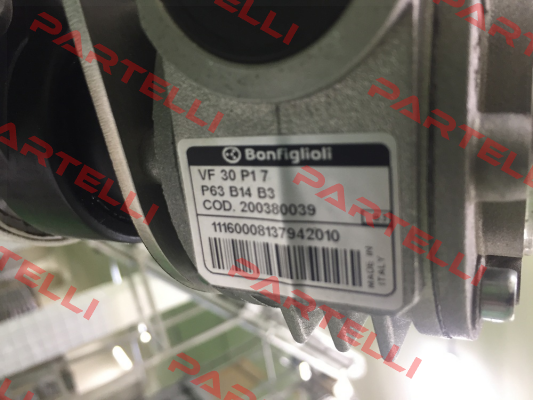 Bonfiglioli
VF 30 P1 7
P63 B14 B3
COD. 200380039
11160008137942010
MADE IN
ITALY
PARTELLI
PARTELLI
PARTELLI
PARTELLI
PARTELLI
PARTELLI
PARTELLI
PARTELLI